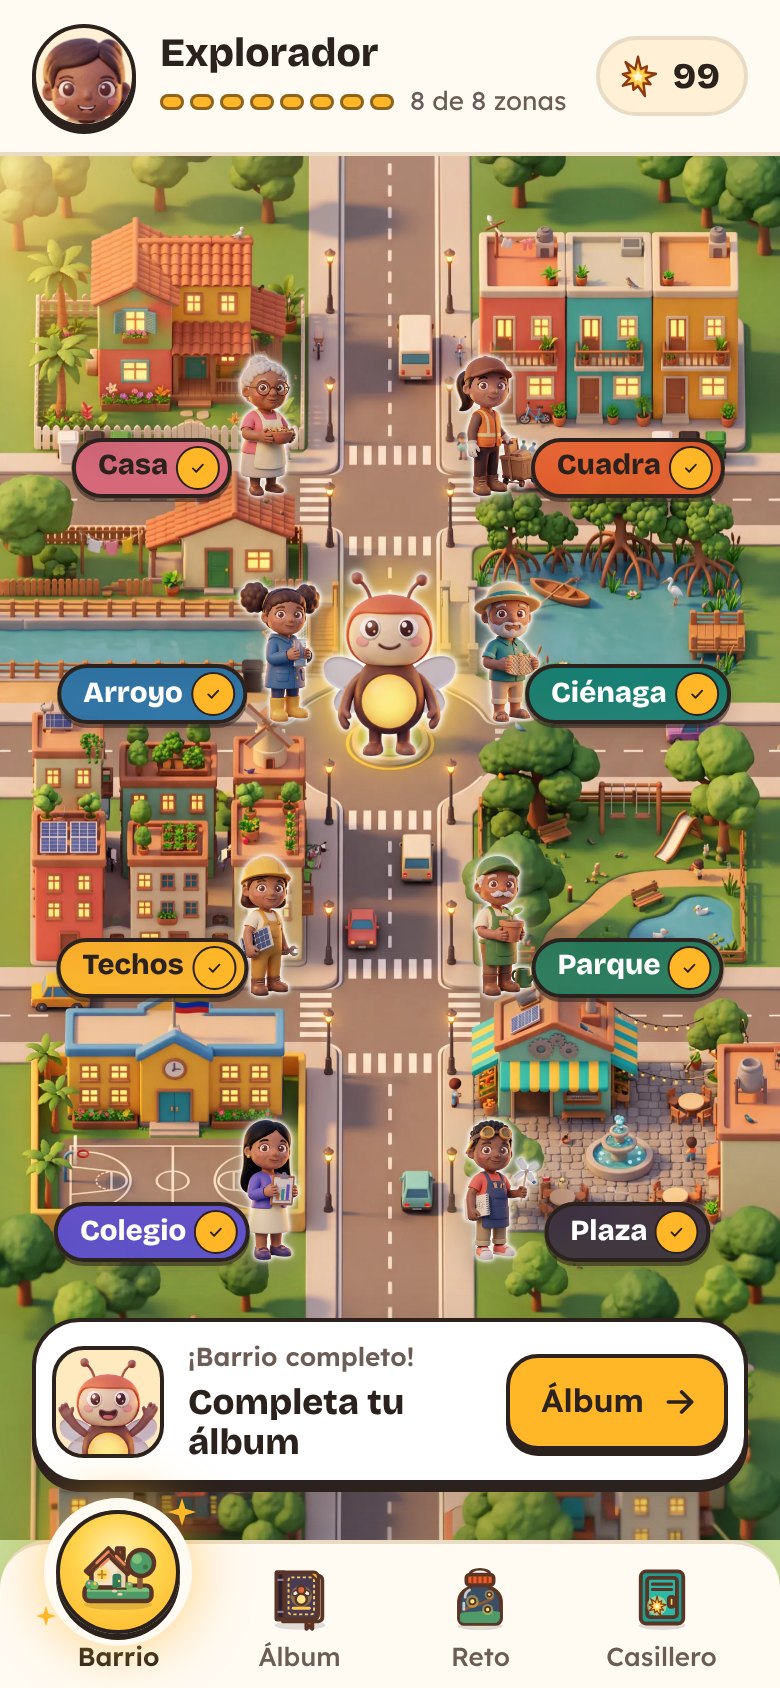 Explorador
8 de 8 zonas
99
Casa
Cuadra
Arroyo
Ciénaga
Techos
Parque
Colegio
Plaza
¡Barrio completo!
Completa tu
álbum
Álbum
Barrio
Álbum
Reto
Casillero